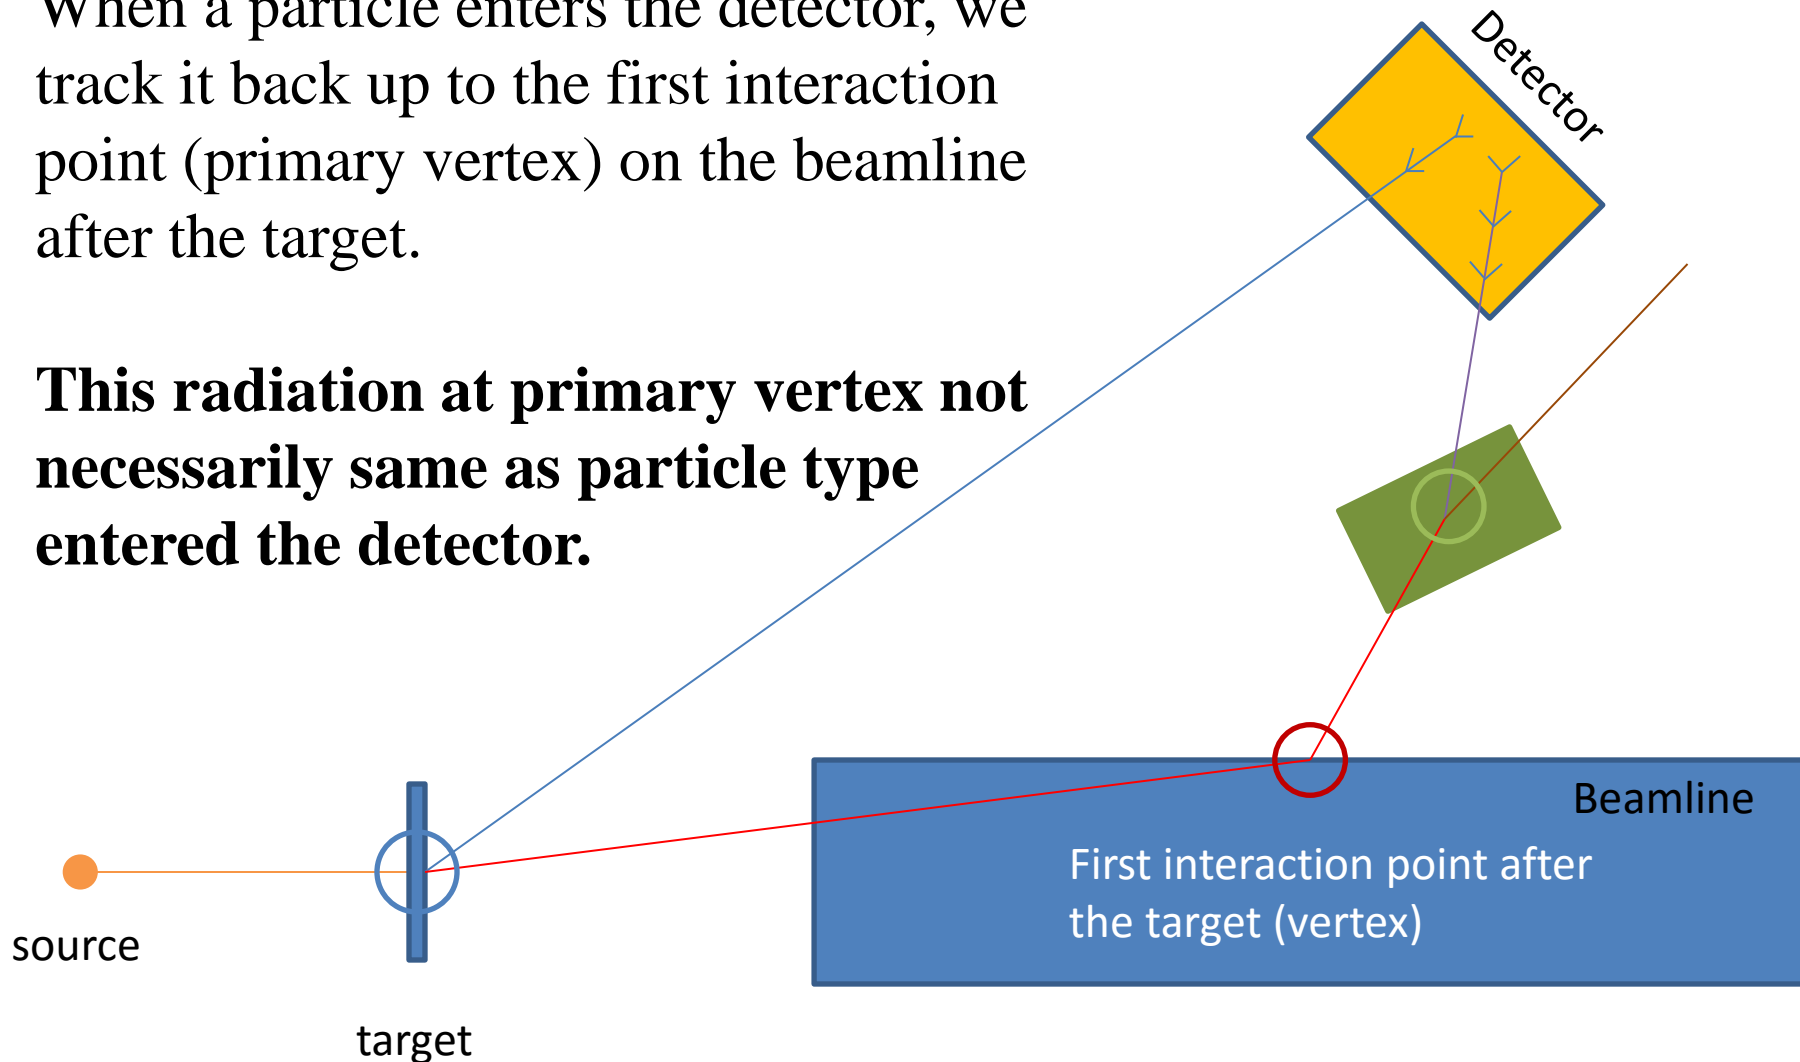 When a particle enters the detector, we
track it back up to the first interaction
point (primary vertex) on the beamline
after the target.
This radiation at primary vertex not
necessarily same as particle type
entered the detector.
Detector
Beamline
First interaction point after
the target (vertex)
source
target